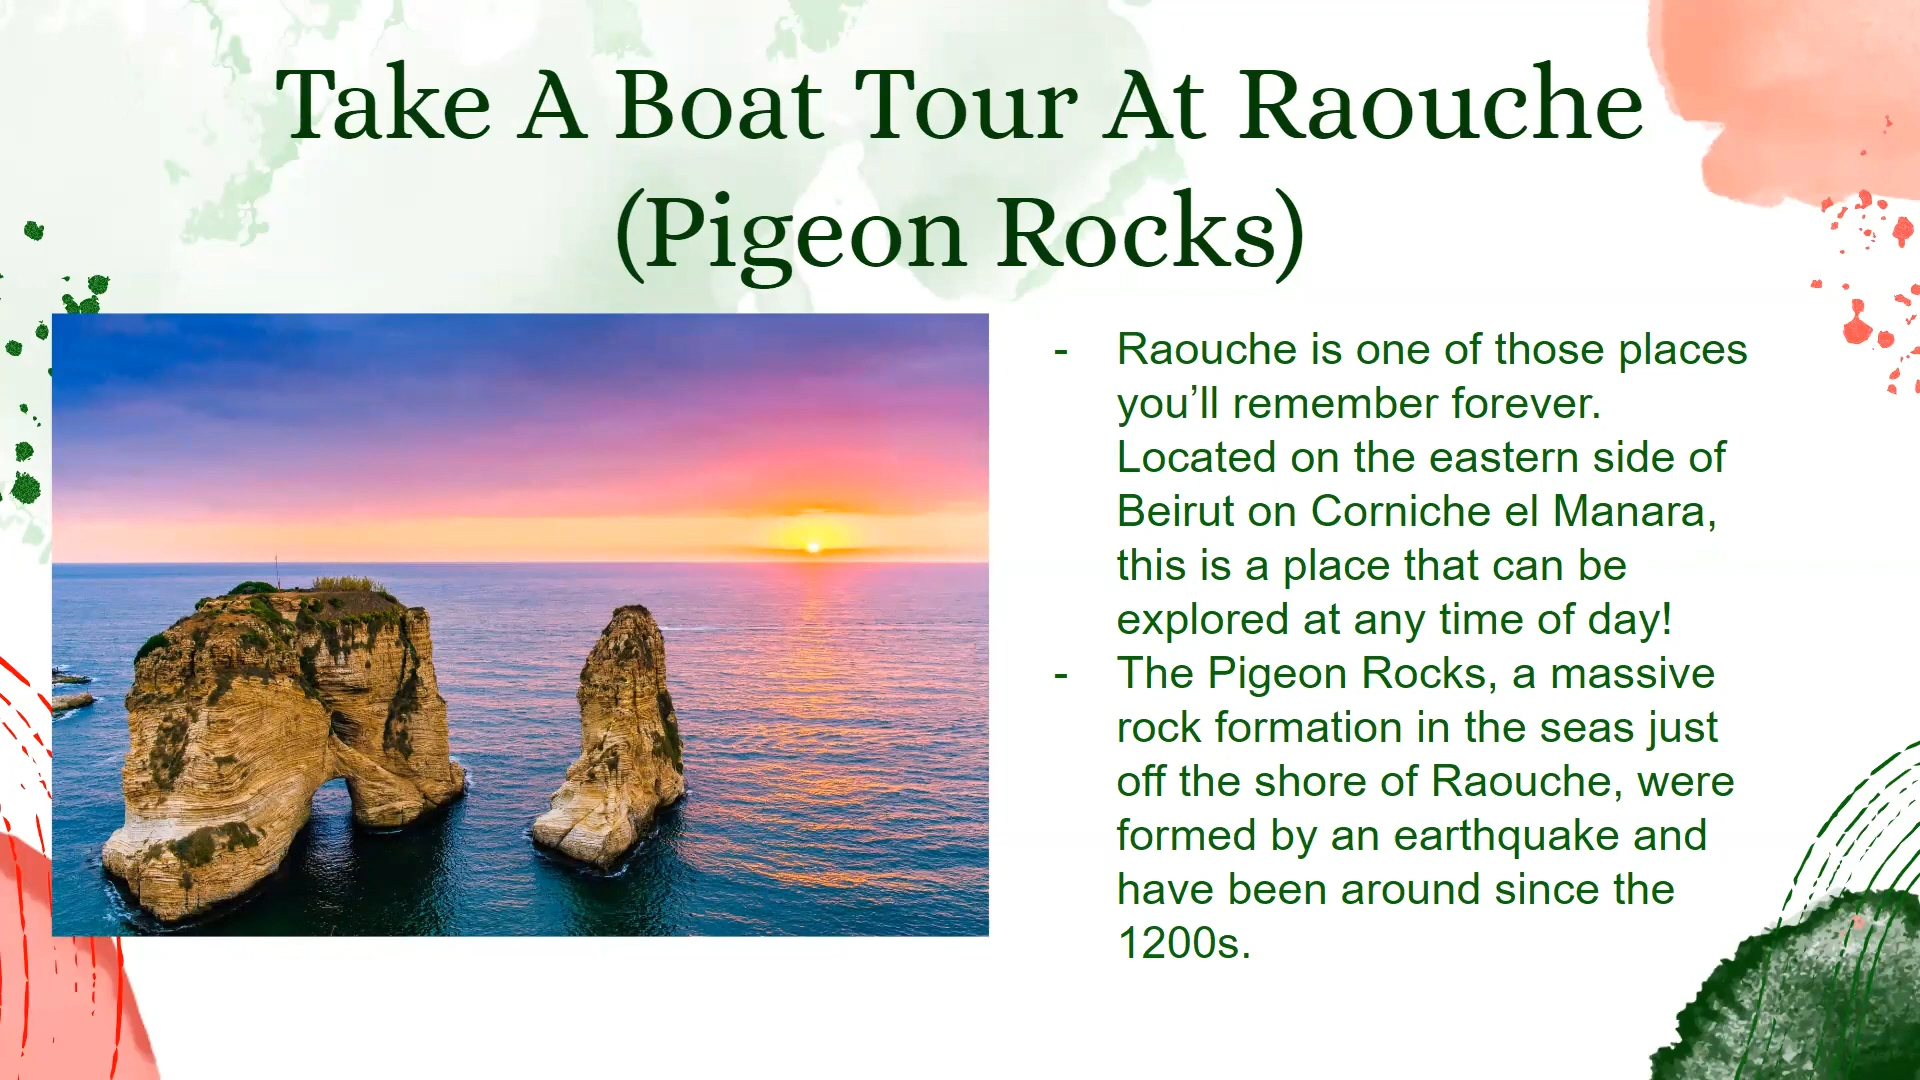 Take A Boat Tour At Raouche
(Pigeon Rocks)
- Raouche is one of those places
you’ll remember forever.
Located on the eastern side of
Beirut on Corniche el Manara,
this is a place that can be
explored at any time of day!
- The Pigeon Rocks, a massive
rock formation in the seas just
off the shore of Raouche, were
formed by an earthquake and
have been around since the
1200s.